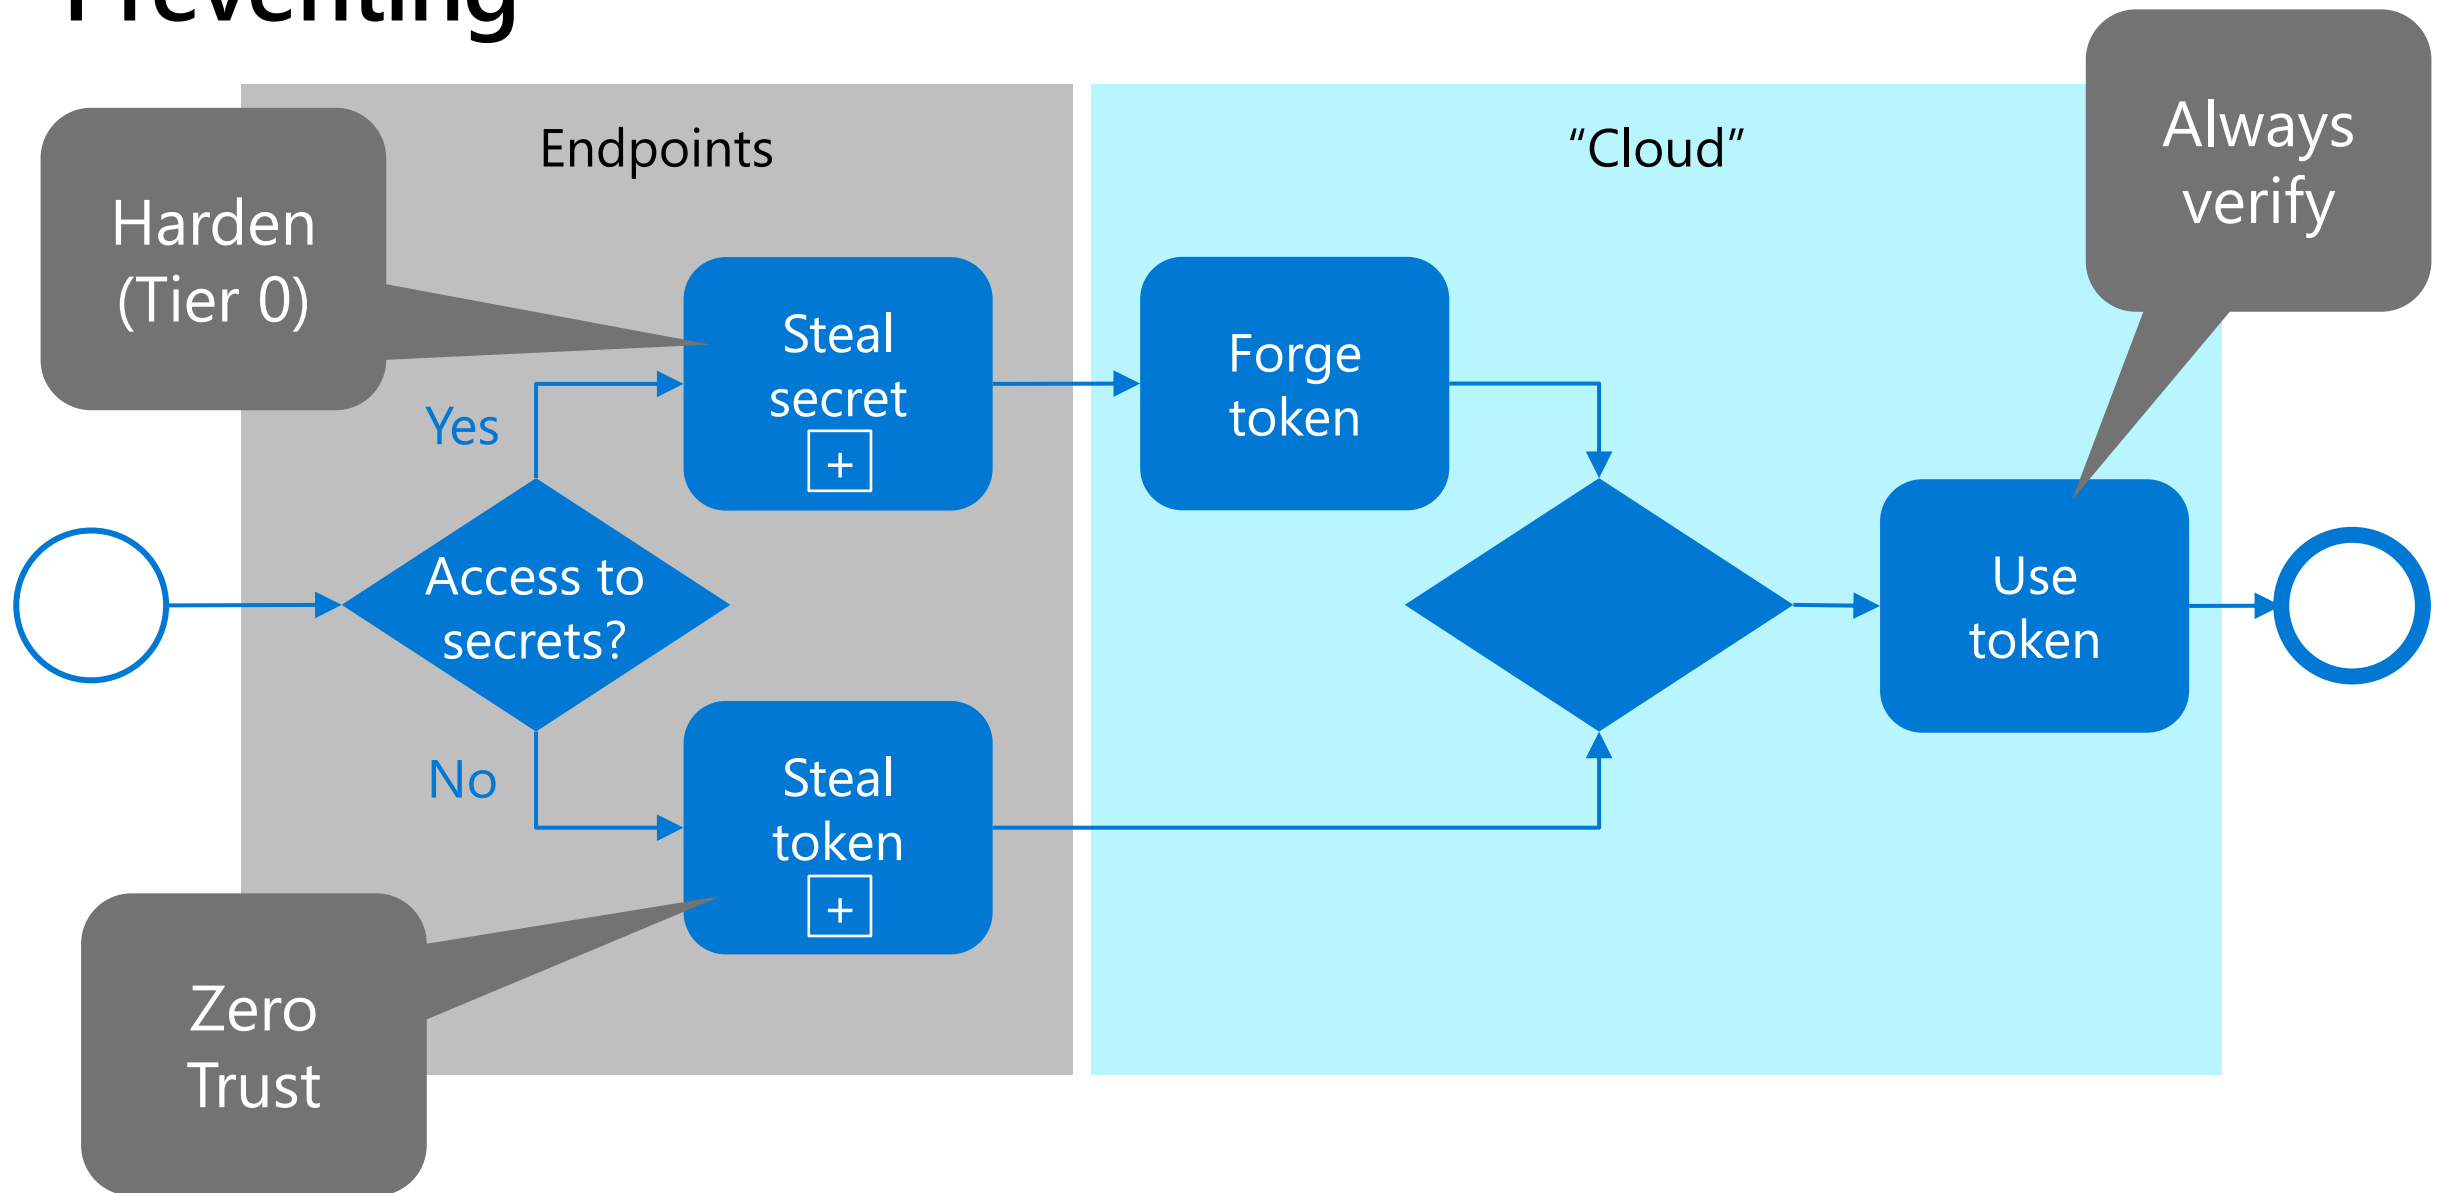 Preventing
Endpoints
“Cloud”
Always
verify
Harden
(Tier 0)
Steal
secret
+
Forge
token
Yes
Access to
secrets?
Use
token
No
Steal
token
+
Zero
Trust